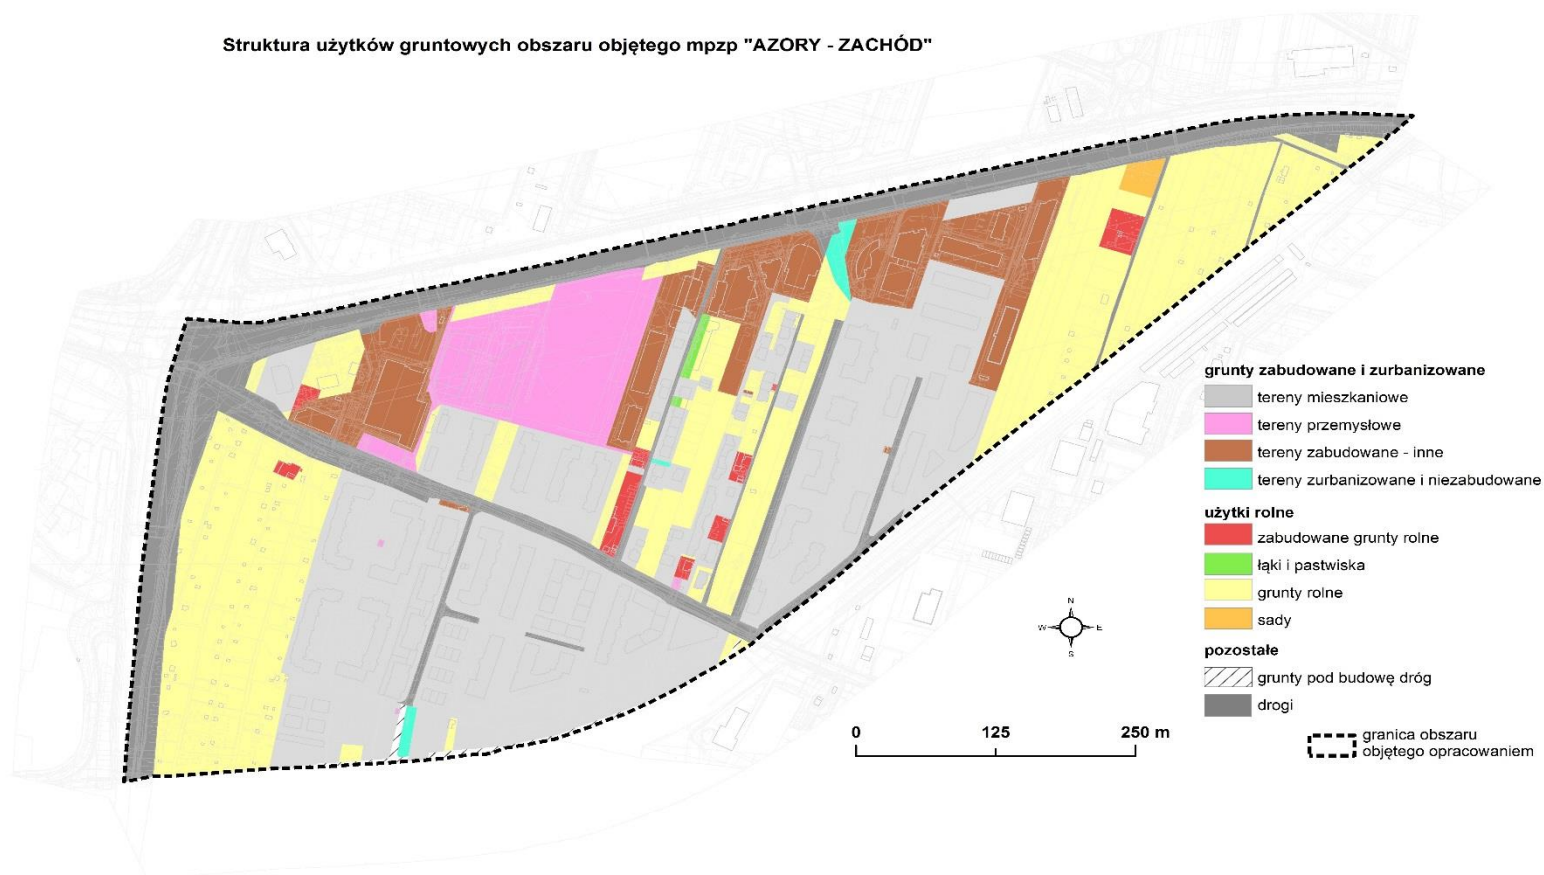 Struktura użytków gruntowych obszaru objętego mpzp "AZORY - ZACHÓD"
grunty zabudowane i zurbanizowane
tereny mieszkaniowe
tereny przemysłowe
tereny zabudowane - inne
tereny zurbanizowane i niezabudowane
użytki rolne
zabudowane grunty rolne
łąki i pastwiska
grunty rolne
sady
pozostałe
grunty pod budowę dróg
drogi
granica obszaru
objętego opracowaniem
N
W E
S
0 125 250 m